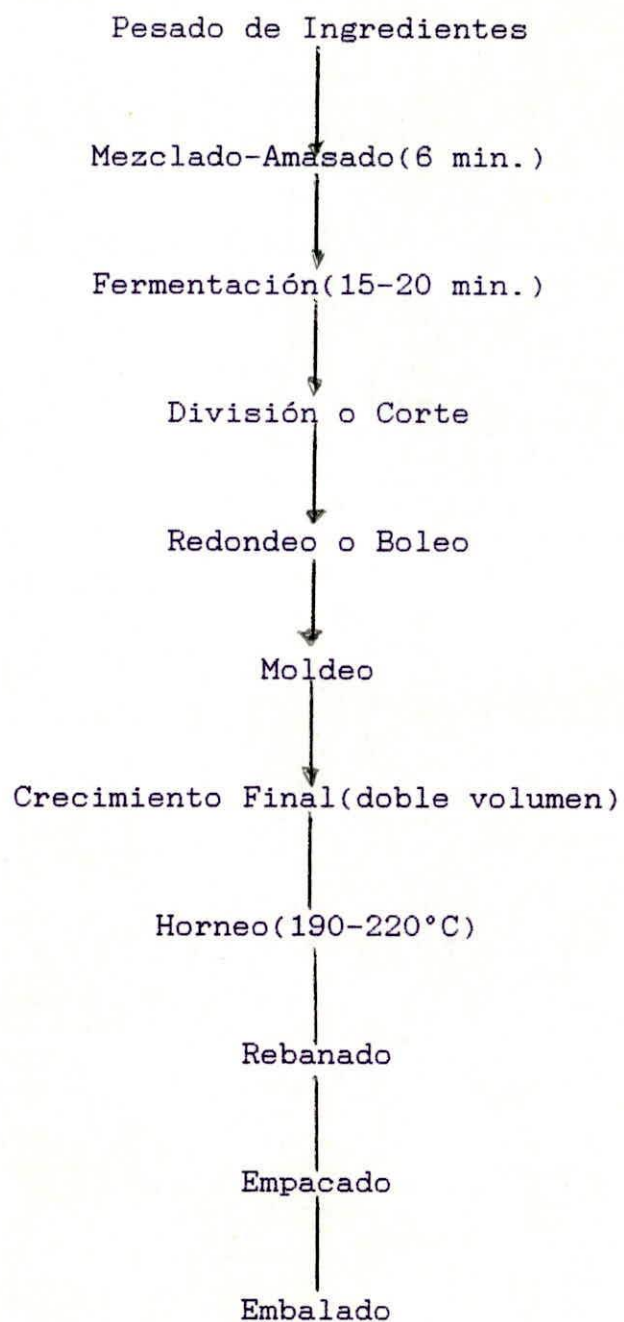 Pesado de Ingredientes
Mezclado-Amasado(6 min.)
Fermentación(15-20 min.)
División o Corte
Redondeo o Boleo
Moldeo
Crecimiento Final(doble volumen)
Horneo(190-220°C)
Rebanado
Empacado
Embalado